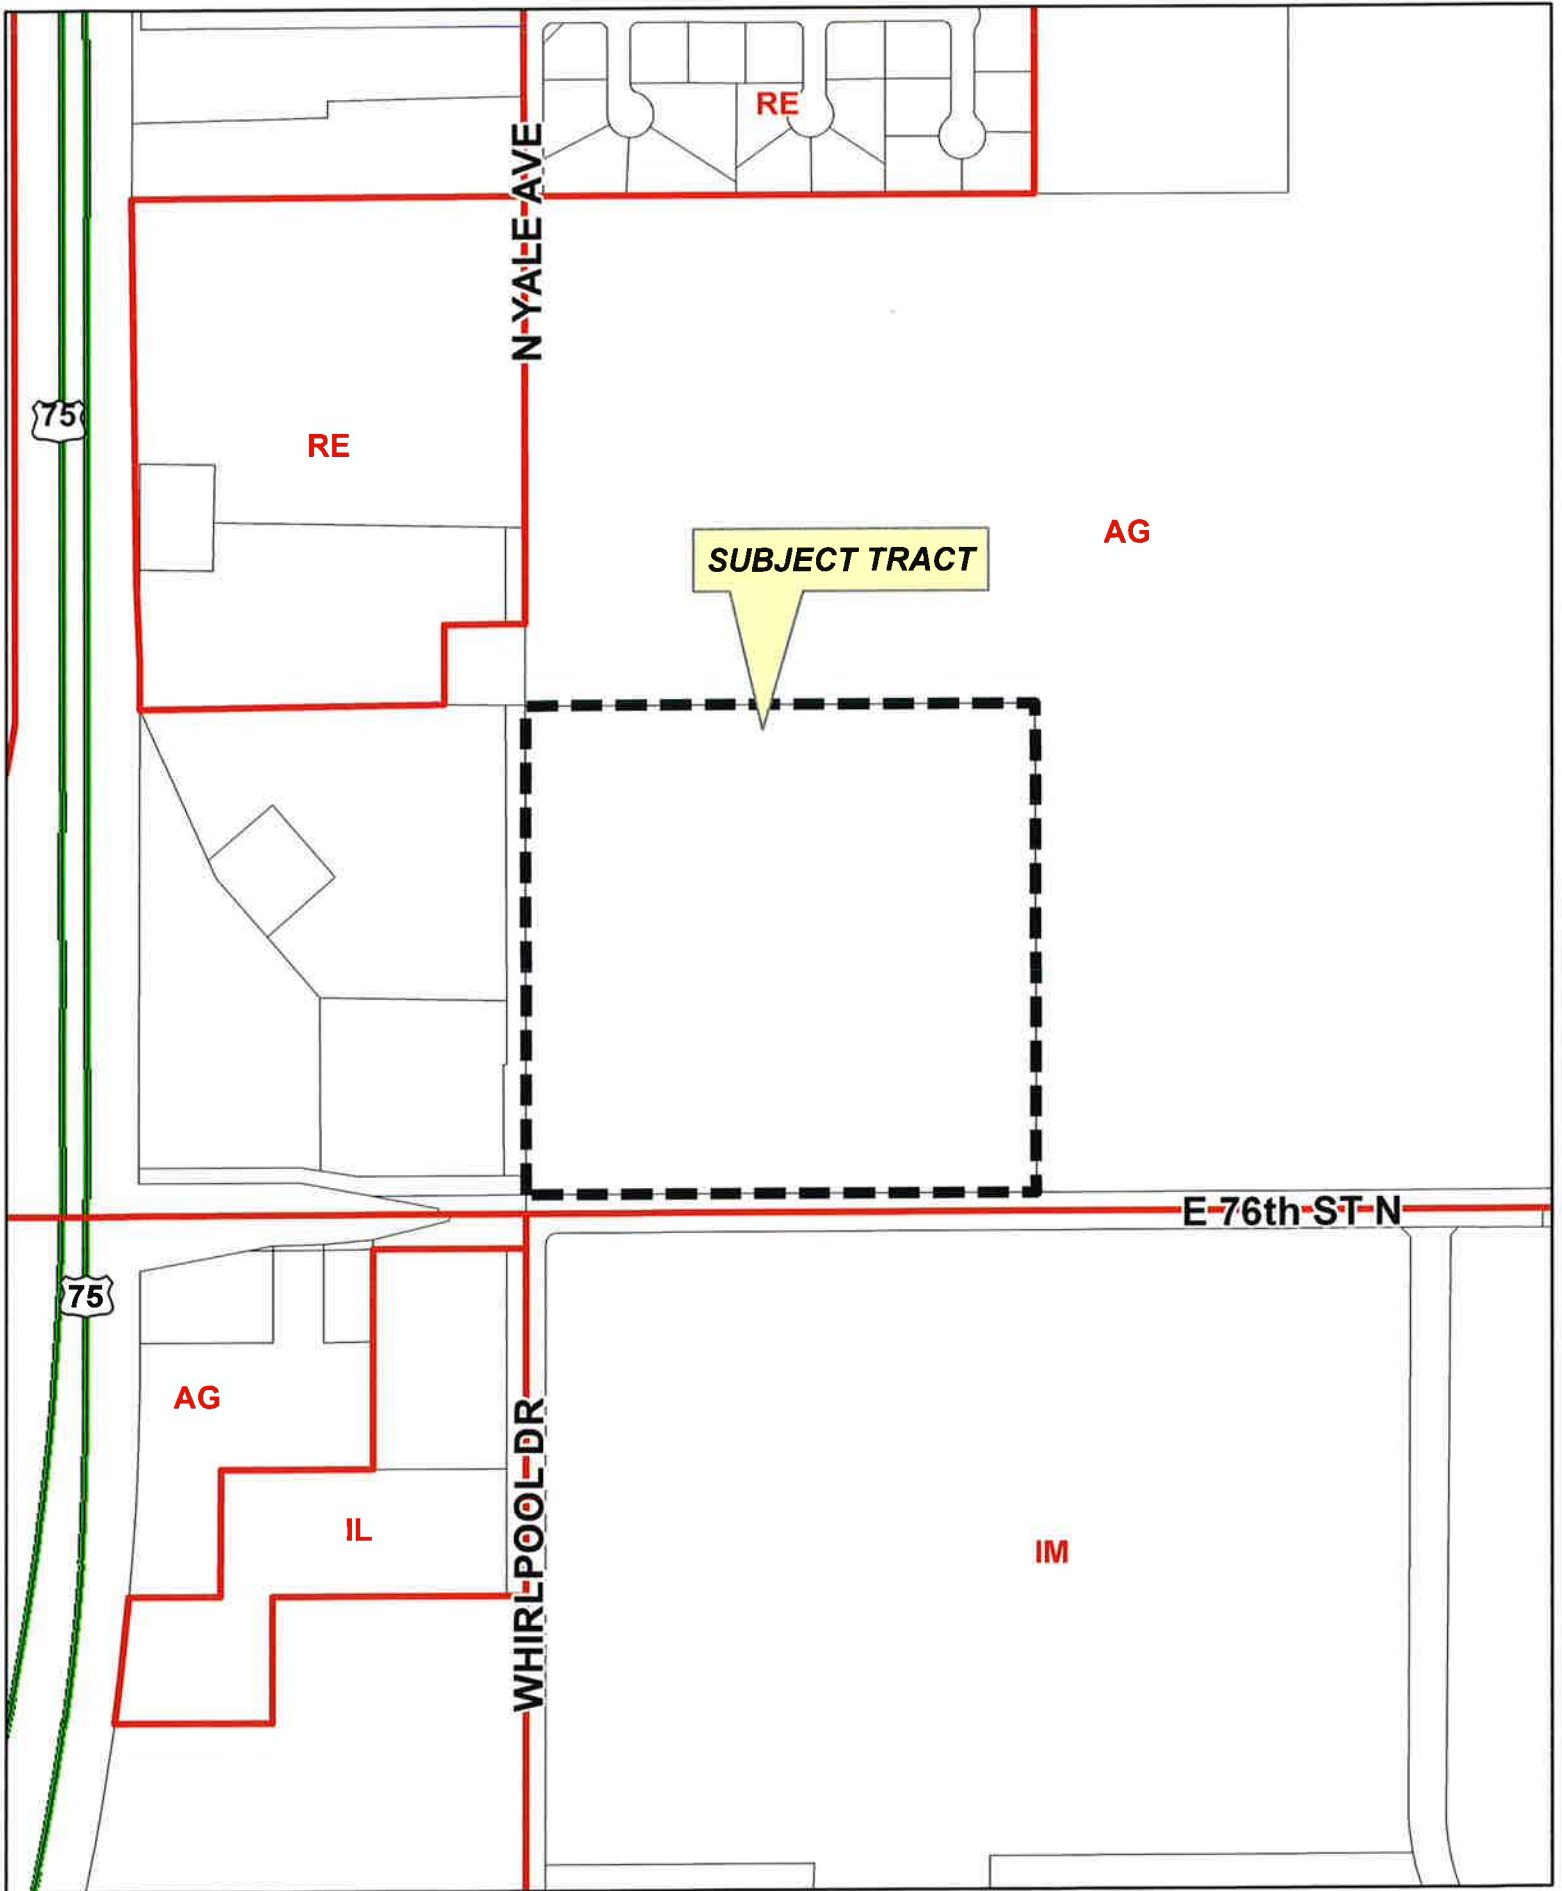 RE
N YALE AVE
75
RE
AG
SUBJECT TRACT
E 76th ST N
75
AG
WHIRLPOOL DR
IL
IM